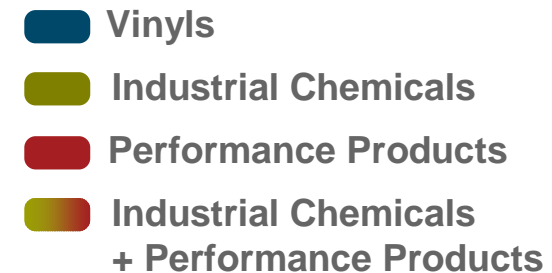 Vinyls
Industrial Chemicals
Performance Products
Industrial Chemicals
+ Performance Products